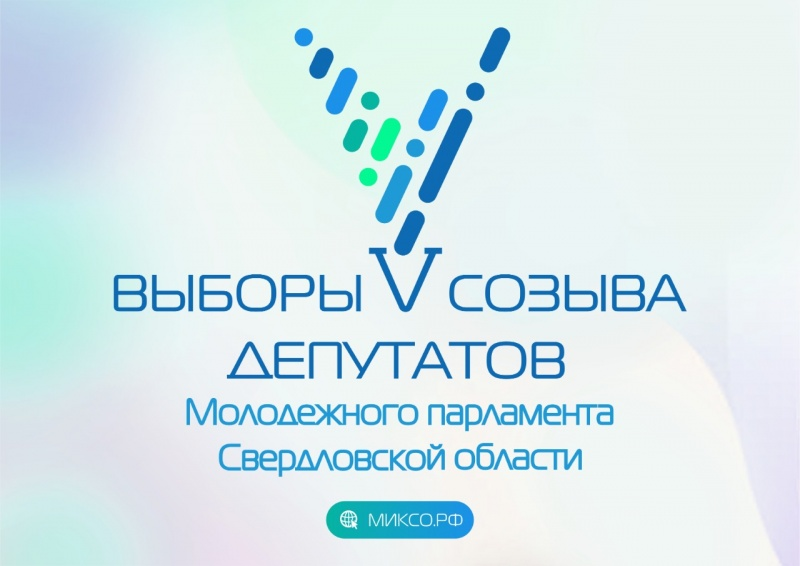 ВЫБОРЫ V СОЗЫВА
ДЕПУТАТОВ
Молодежного парламента
Свердловской области
МИКСО.РФ